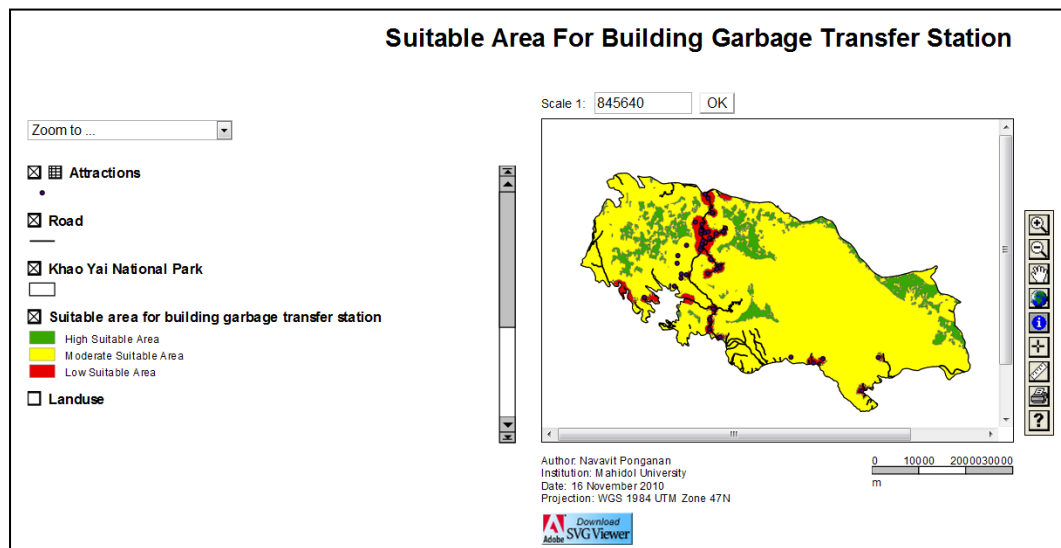 Suitable Area For Building Garbage Transfer Station
Scale 1: 845640 OK
Zoom to ...
Attractions
Road
Khao Yai National Park
Suitable area for building garbage transfer station
High Suitable Area
Moderate Suitable Area
Low Suitable Area
Landuse
Author: Navavit Ponganan
Institution: Mahidol University
Date: 16 November 2010
Projection: WGS 1984 UTM Zone 47N
0 10000 2000030000
m
Adobe Download
SVG Viewer
i
?